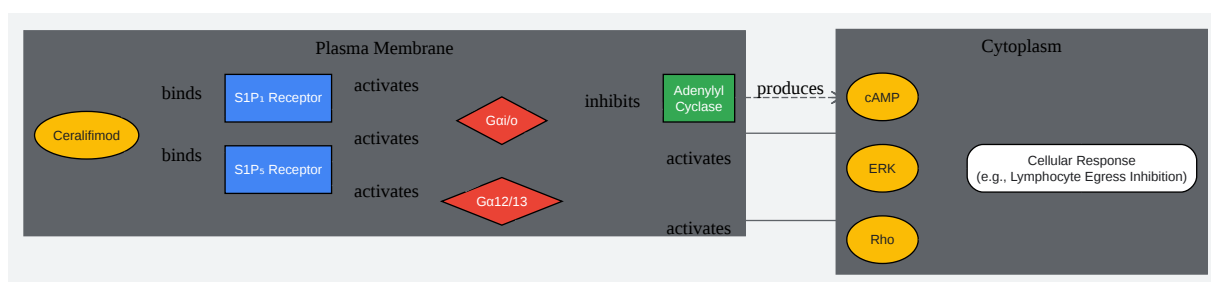 Plasma Membrane
Cytoplasm
Ceralifimod
binds
binds
S1P₁ Receptor
S1P₅ Receptor
activates
activates
activates
Gαi/o
Gα12/13
inhibits
Adenylyl
Cyclase
activates
activates
produces
cAMP
ERK
Rho
Cellular Response
(e.g., Lymphocyte Egress Inhibition)